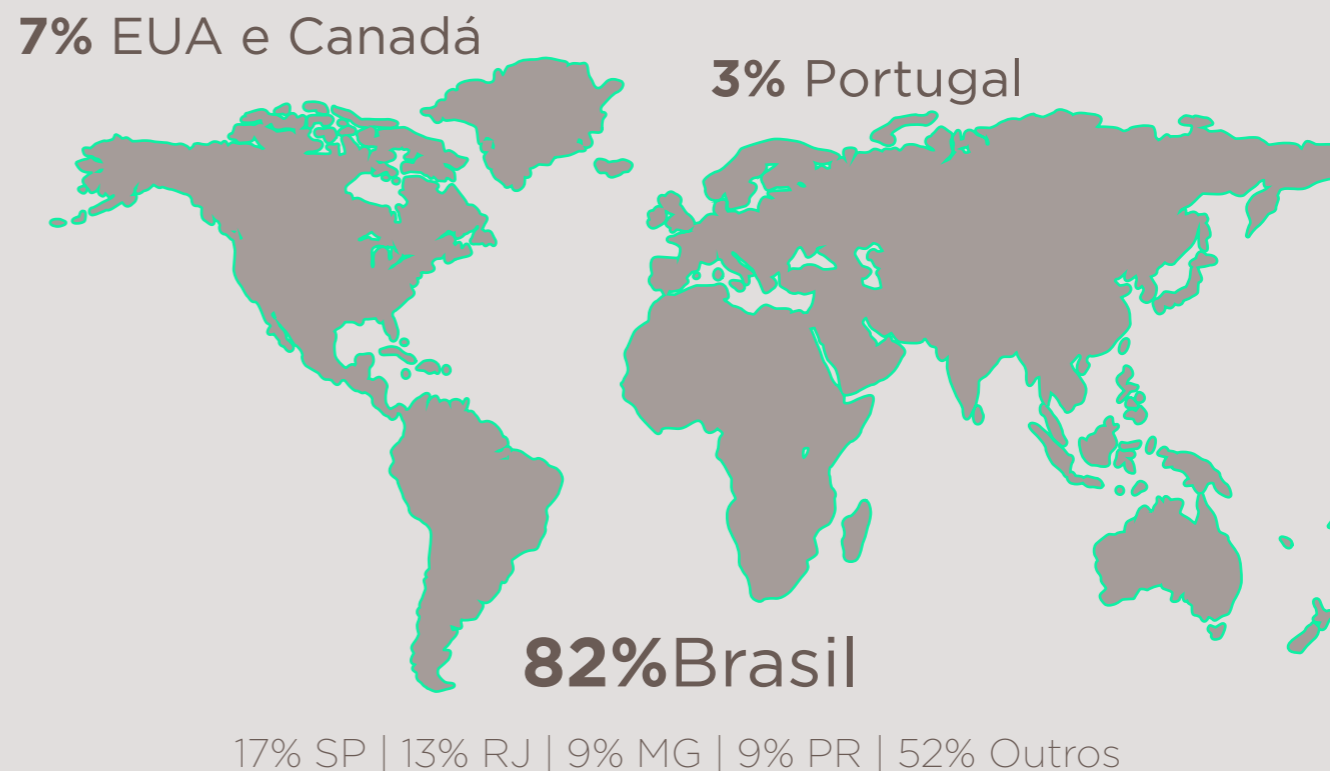 7% EUA e Canadá
3% Portugal
82%Brasil
17% SP | 13% RJ | 9% MG | 9% PR | 52% Outros